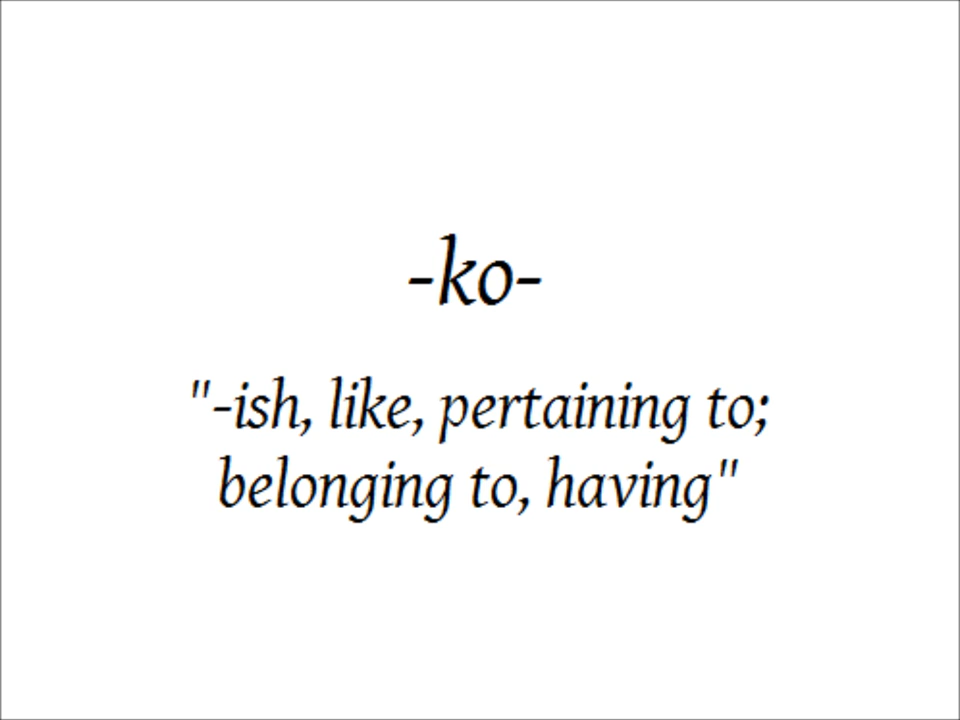 -ko-
"-ish, like, pertaining to;
belonging to, having"